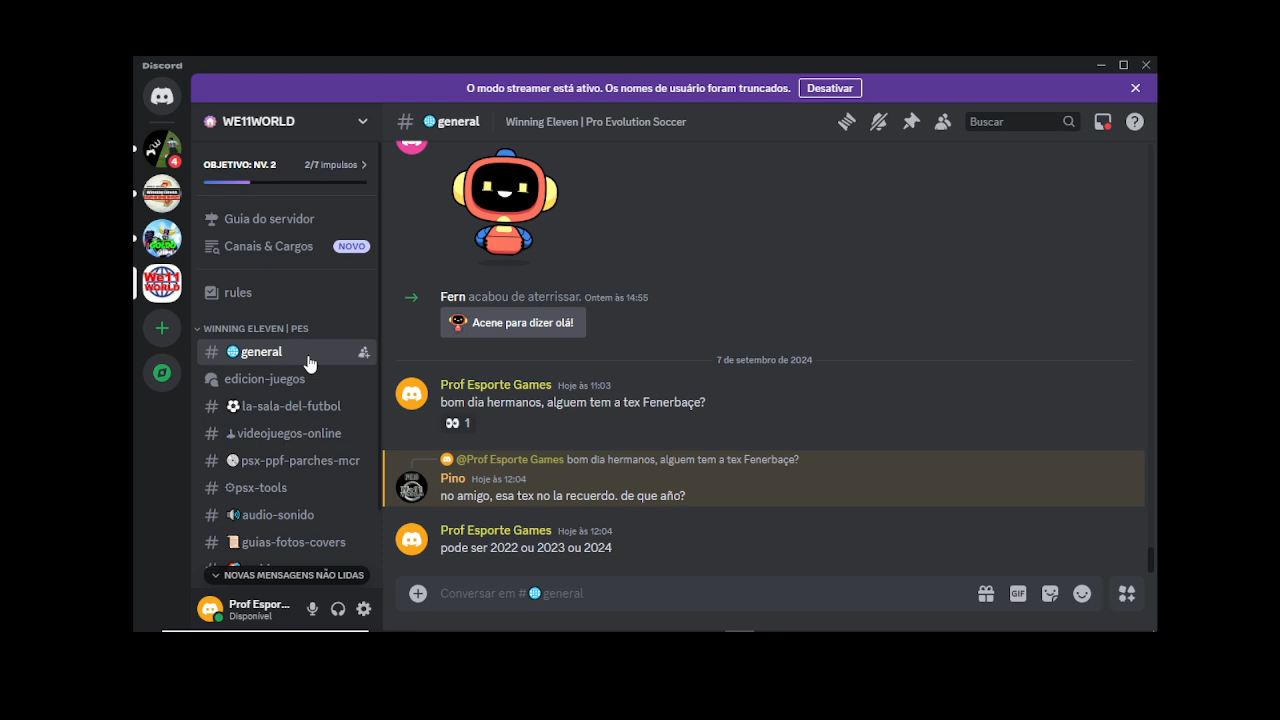 Discord
O modo streamer está ativo. Os nomes de usuário foram truncados. Desativar
WE11WORLD
# general Winning Eleven | Pro Evolution Soccer Buscar
4
OBJETIVO: NV. 2 2/7 Impulsos
Guia do servidor
Canais & Cargos NOVO
We11
WORLD
rules
WINNING ELEVEN | PES
# general
edicion-juegos
# la-sala-del-futbol
# videojuegos-online
# psx-ppf-parches-mcr
# psx-tools
# audio-sonido
# guias-fotos-covers
NOVAS MENSAGENS NÃO LIDAS
Prof Espor...
Disponível
Fern acabou de aterrissar. Ontem às 14:55
Acene para dizer olá!
7 de setembro de 2024
Prof Esporte Games Hoje às 11:03
bom dia hermanos, alguem tem a tex Fenerbaçe?
👀 1
@Prof Esporte Games bom dia hermanos, alguem tem a tex Fenerbaçe?
Pino Hoje às 12:04
no amigo, esa tex no la recuerdo. de que año?
Prof Esporte Games Hoje às 12:04
pode ser 2022 ou 2023 ou 2024
Conversar em # general
GIF